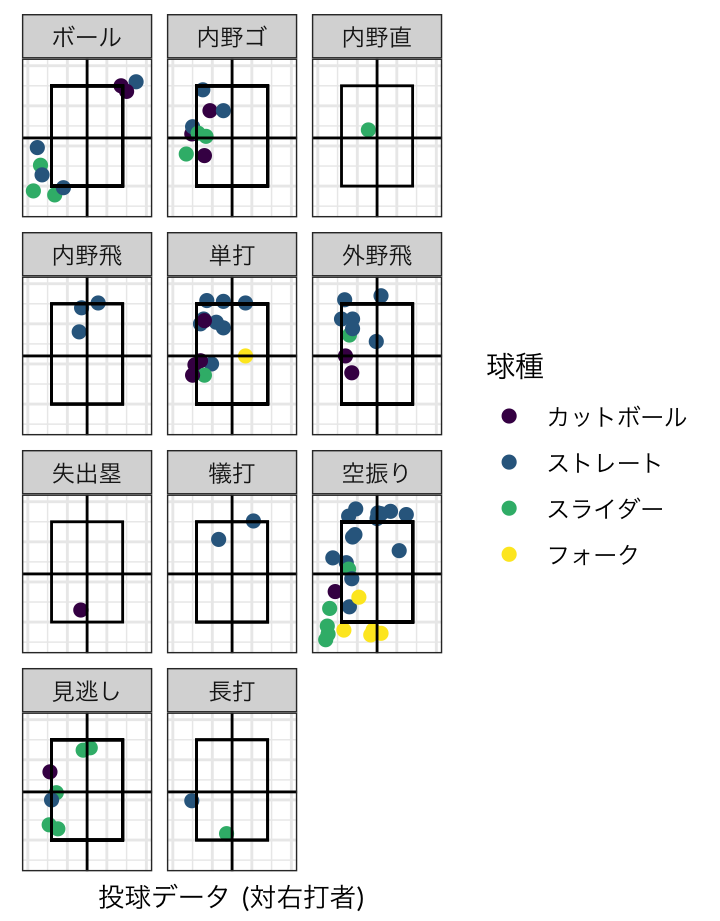 ボール
内野ゴ
内野直
内野飛
単打
外野飛
失出塁
犠打
空振り
見逃し
長打
球種
カットボール
ストレート
スライダー
フォーク
投球データ (対右打者)